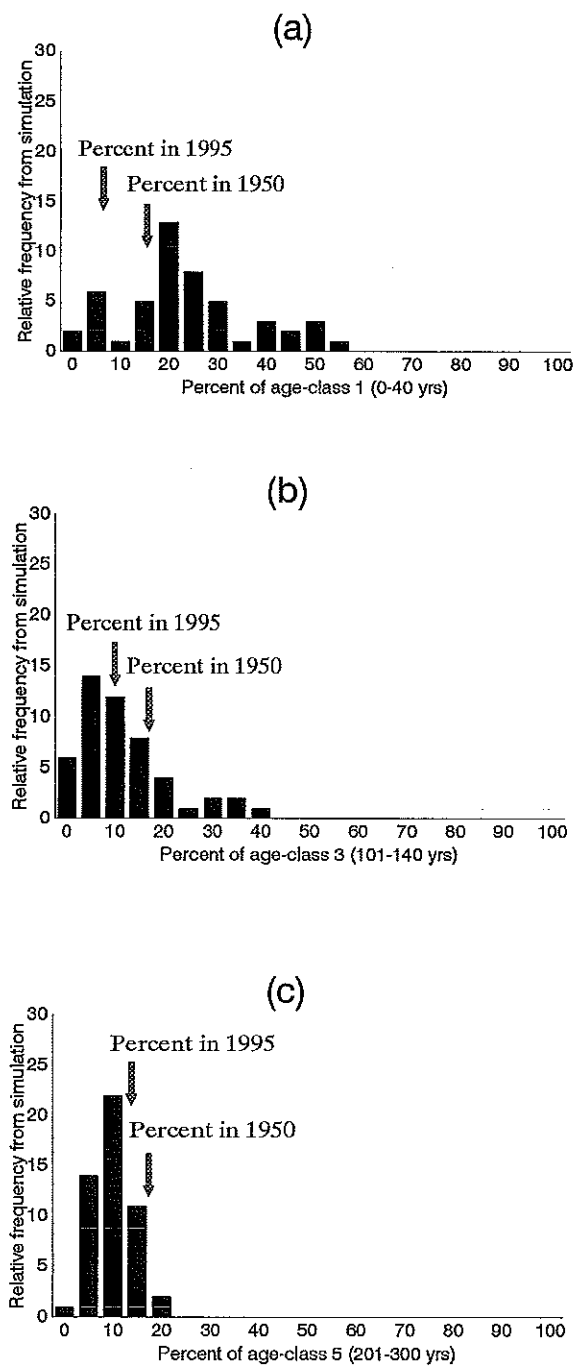 (a)
Relative frequency from simulation
30
25
20
15
10
5
0
Percent in 1995
Percent in 1950
0 10 20 30 40 50 60 70 80 90 100
Percent of age-class 1 (0-40 yrs)
(b)
Relative frequency from simulation
30
25
20
15
10
5
0
Percent in 1995
Percent in 1950
0 10 20 30 40 50 60 70 80 90 100
Percent of age-class 3 (101-140 yrs)
(c)
Relative frequency from simulation
30
25
20
15
10
5
0
Percent in 1995
Percent in 1950
0 10 20 30 40 50 60 70 80 90 100
Percent of age-class 5 (201-300 yrs)